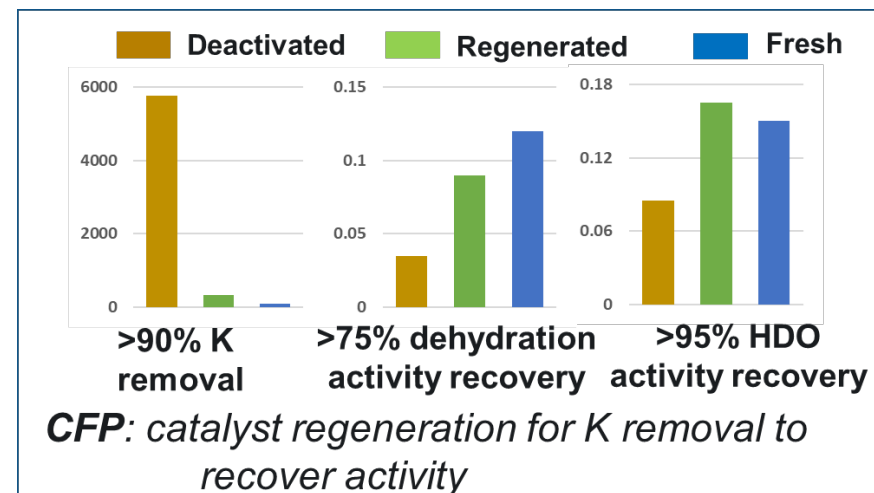 Deactivated Regenerated Fresh
6000
4000
2000
0
0.15
0.1
0.05
0
0.18
0.12
0.06
0
>90% K
removal
>75% dehydration
activity recovery
>95% HDO
activity recovery
CFP: catalyst regeneration for K removal to
recover activity